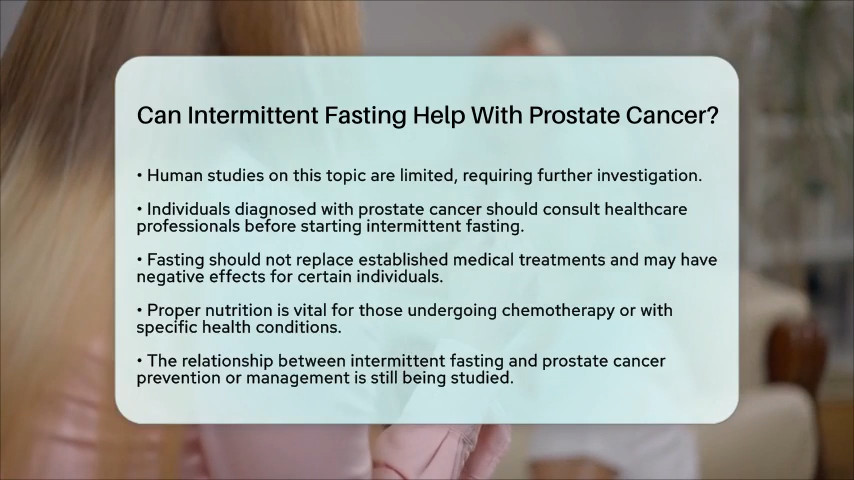 Can Intermittent Fasting Help With Prostate Cancer?
• Human studies on this topic are limited, requiring further investigation.
• Individuals diagnosed with prostate cancer should consult healthcare
professionals before starting intermittent fasting.
• Fasting should not replace established medical treatments and may have
negative effects for certain individuals.
• Proper nutrition is vital for those undergoing chemotherapy or with
specific health conditions.
• The relationship between intermittent fasting and prostate cancer
prevention or management is still being studied.